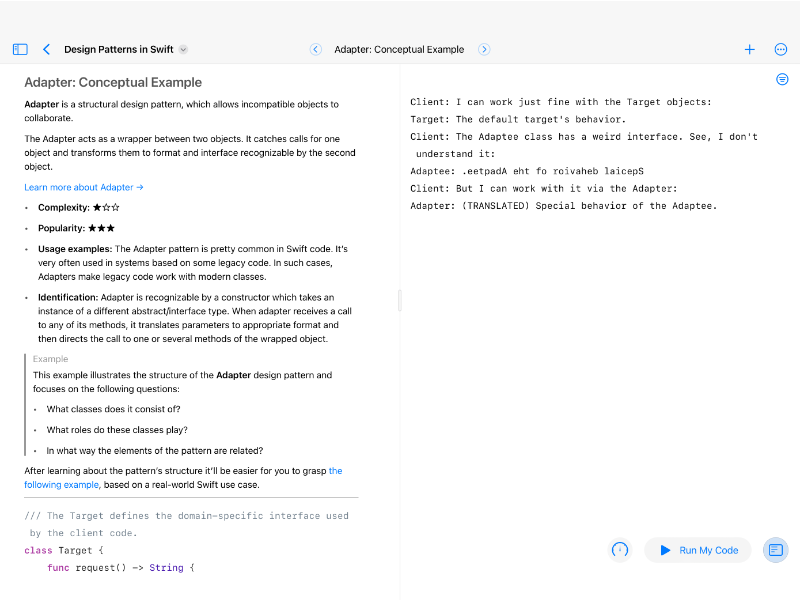 Design Patterns in Swift
Adapter: Conceptual Example
Adapter: Conceptual Example
Adapter is a structural design pattern, which allows incompatible objects to
collaborate.
The Adapter acts as a wrapper between two objects. It catches calls for one
object and transforms them to format and interface recognizable by the second
object.
Learn more about Adapter →
• Complexity: ★☆☆
• Popularity: ★★★
• Usage examples: The Adapter pattern is pretty common in Swift code. It's
very often used in systems based on some legacy code. In such cases,
Adapters make legacy code work with modern classes.
• Identification: Adapter is recognizable by a constructor which takes an
instance of a different abstract/interface type. When adapter receives a call
to any of its methods, it translates parameters to appropriate format and
then directs the call to one or several methods of the wrapped object.
Example
This example illustrates the structure of the Adapter design pattern and
focuses on the following questions:
• What classes does it consist of?
• What roles do these classes play?
• In what way the elements of the pattern are related?
After learning about the pattern's structure it'll be easier for you to grasp the
following example, based on a real-world Swift use case.
/// The Target defines the domain-specific interface used
by the client code.
class Target {
func request() -> String {
Client: I can work just fine with the Target objects:
Target: The default target's behavior.
Client: The Adaptee class has a weird interface. See, I don't
understand it:
Adaptee: .eetpadA eht fo roivaheb laicepS
Client: But I can work with it via the Adapter:
Adapter: (TRANSLATED) Special behavior of the Adaptee.
Run My Code